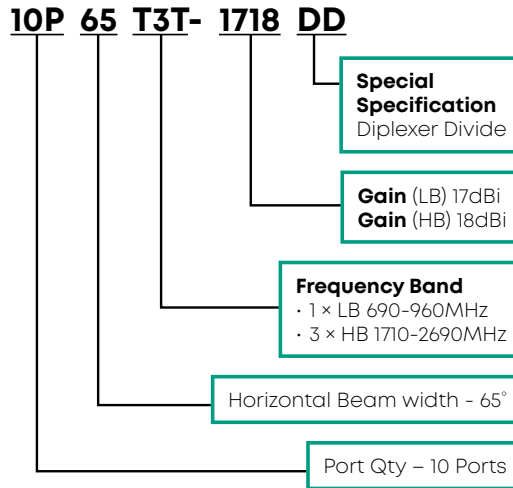 10P 65 T3T- 1718 DD
Special
Specification
Diplexer Divide
Gain (LB) 17dBi
Gain (HB) 18dBi
Frequency Band
· 1 × LB 690-960MHz
· 3 × HB 1710-2690MHz
Horizontal Beam width - 65°
Port Qty – 10 Ports